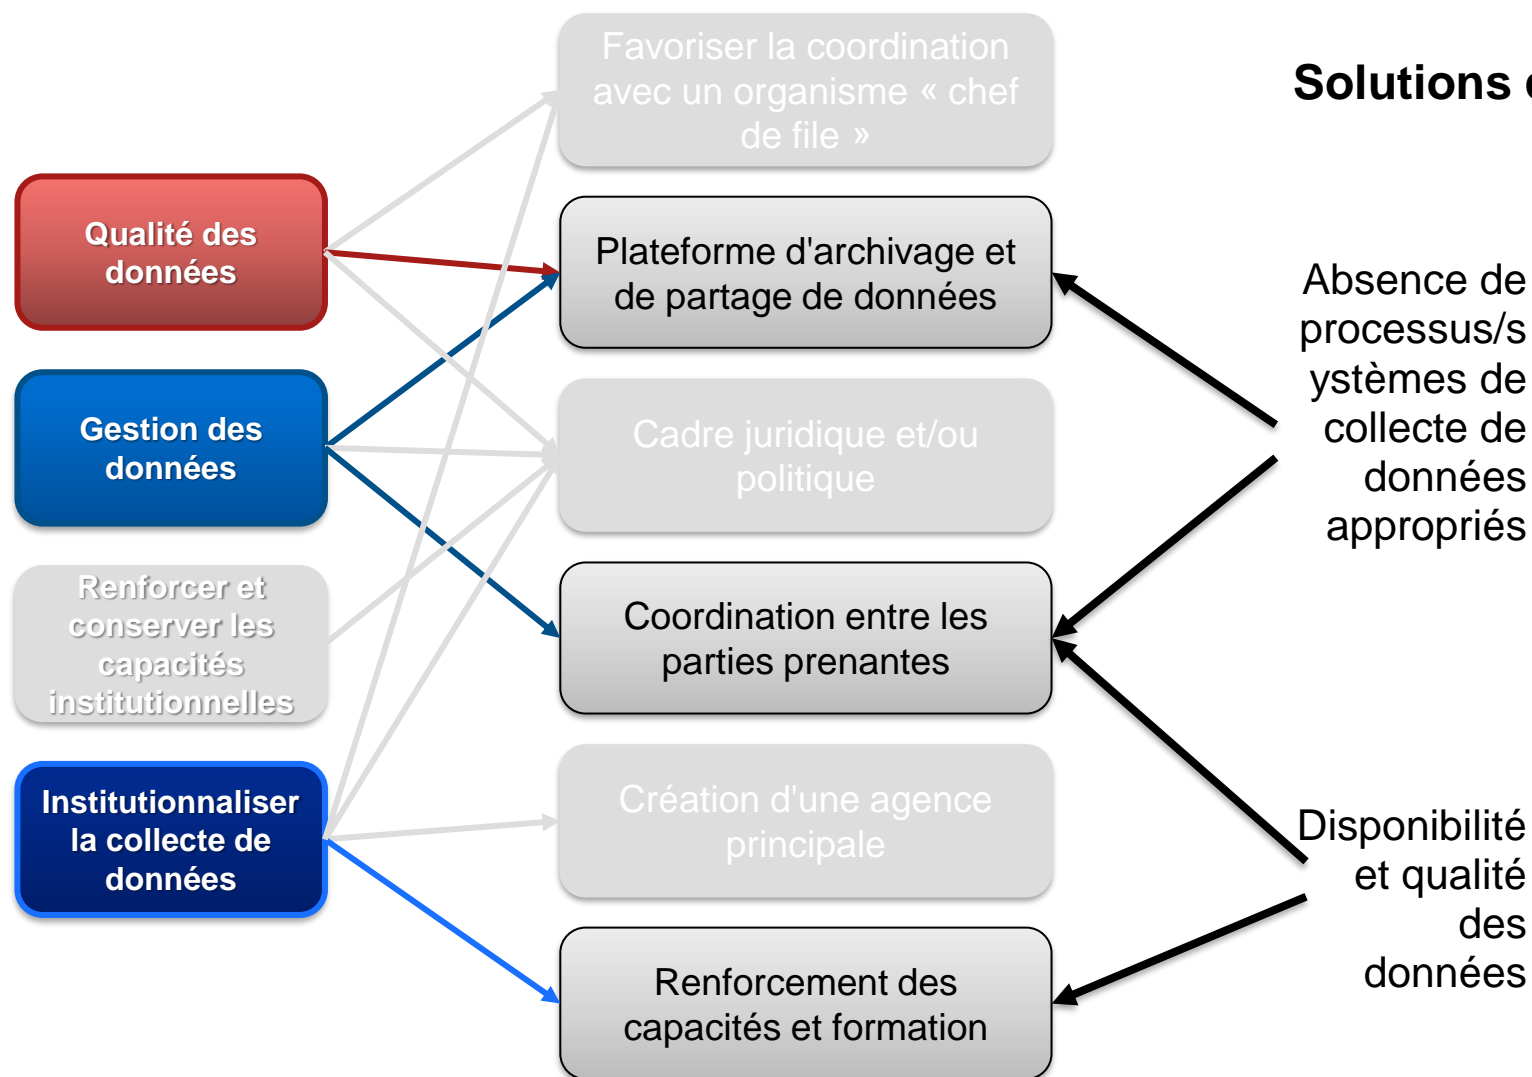 Favoriser la coordination
avec un organisme « chef
de file »
Solutions
Qualité des
données
Plateforme d'archivage et
de partage de données
Absence de
processus/s
ystèmes de
collecte de
données
appropriés
Gestion des
données
Cadre juridique et/ou
politique
Renforcer et
conserver les
capacités
institutionnelles
Coordination entre les
parties prenantes
Institutionnaliser
la collecte de
données
Création d'une agence
principale
Disponibilité
et qualité
des
données
Renforcement des
capacités et formation